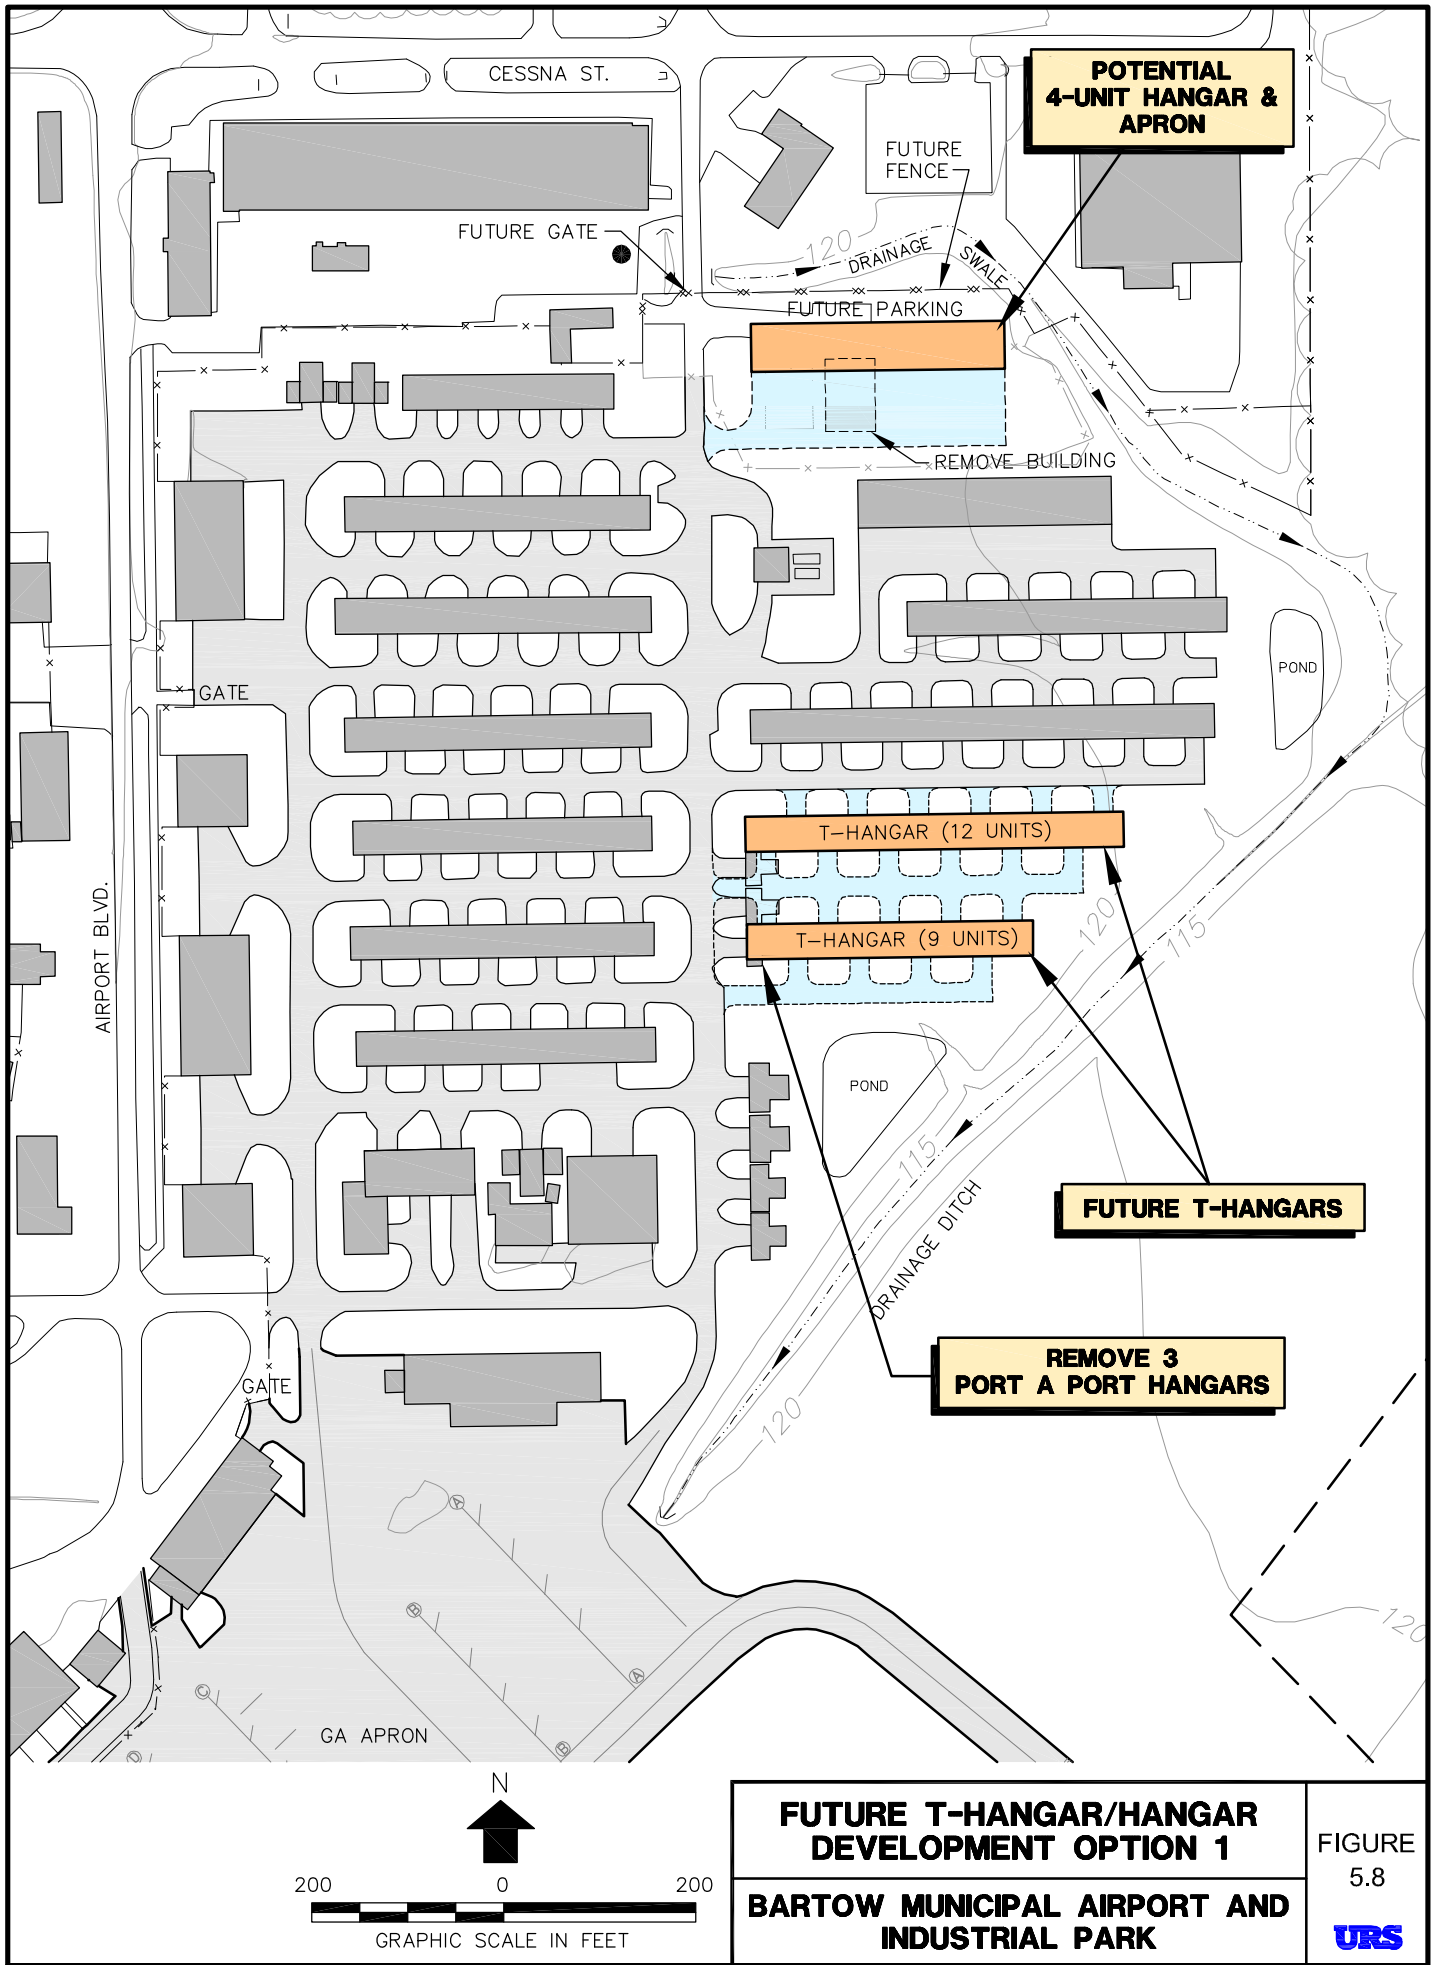 CESSNA ST.
POTENTIAL
4-UNIT HANGAR &
APRON
FUTURE
FENCE
FUTURE GATE
120
DRAINAGE
SWALE
FUTURE PARKING
REMOVE BUILDING
GATE
POND
T-HANGAR (12 UNITS)
AIRPORT BLVD.
120
115
T-HANGAR (9 UNITS)
POND
115
DRAINAGE DITCH
FUTURE T-HANGARS
REMOVE 3
PORT A PORT HANGARS
GATE
120
A
B
A
C
B
D
120
GA APRON
N
200 0 200
GRAPHIC SCALE IN FEET
FUTURE T-HANGAR/HANGAR
DEVELOPMENT OPTION 1
BARTOW MUNICIPAL AIRPORT AND
INDUSTRIAL PARK
FIGURE
5.8
URS